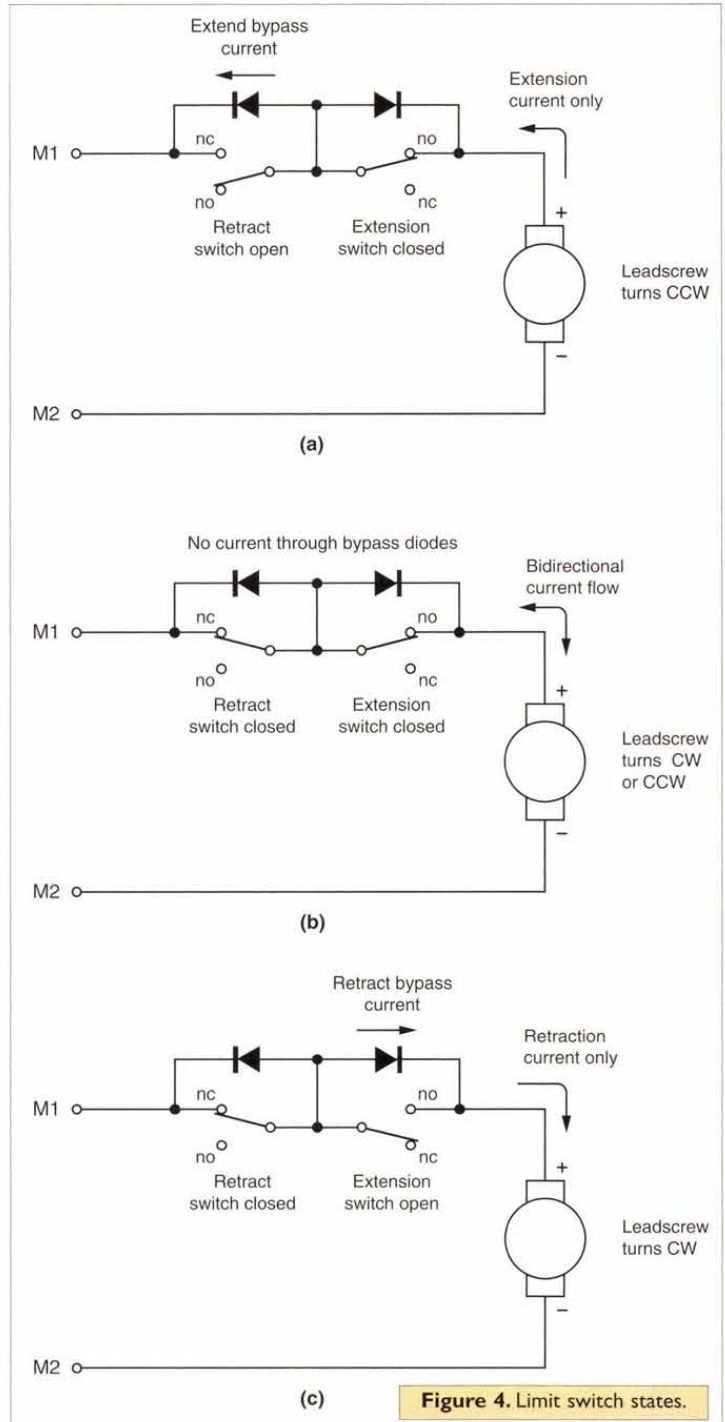 Extend bypass
current
Extension
current only
nc
no
M1
no
nc
Retract
switch open
Extension
switch closed
+
Leadscrew
turns CCW
–
M2
(a)
No current through bypass diodes
Bidirectional
current flow
nc
no
M1
no
nc
Retract
switch closed
Extension
switch closed
+
Leadscrew
turns CW
or CCW
–
M2
(b)
Retract bypass
current
Retraction
current only
nc
no
M1
no
nc
Retract
switch closed
Extension
switch open
+
Leadscrew
turns CW
–
M2
(c)
Figure 4. Limit switch states.